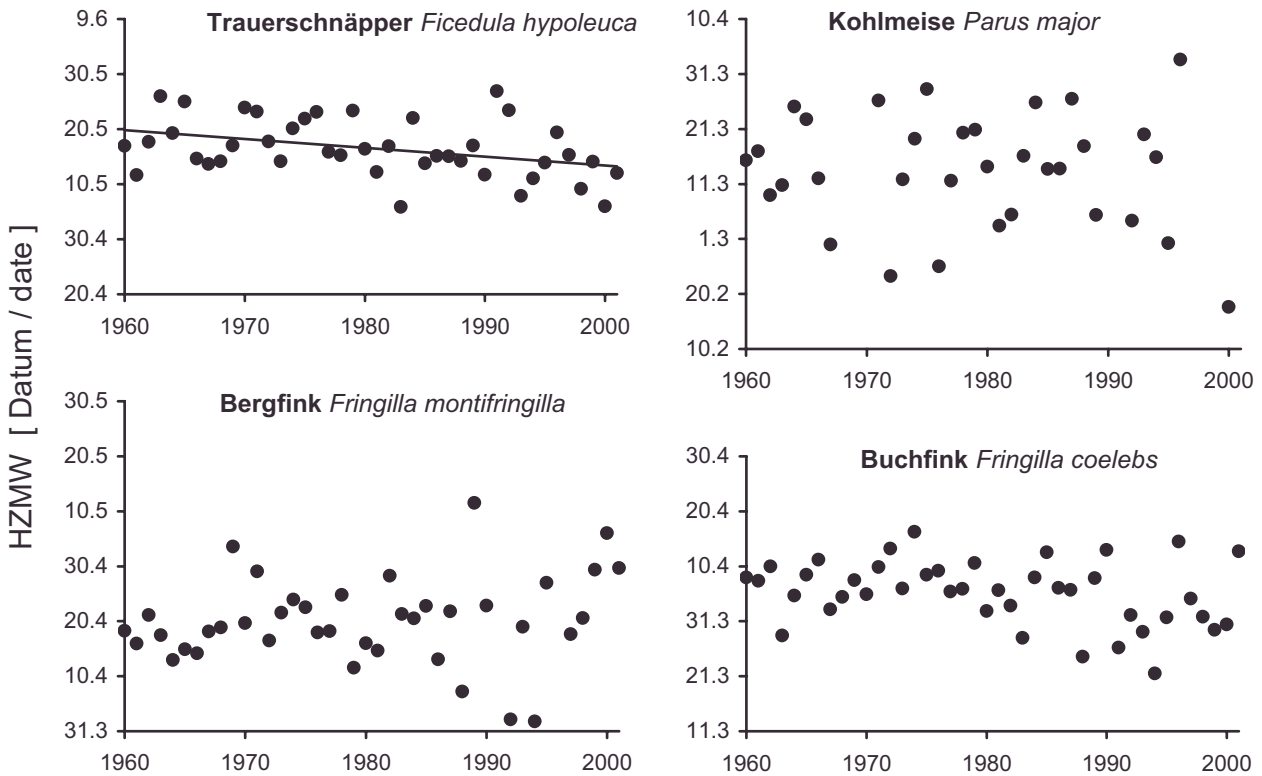 HZMW [ Datum / date ]
Trauerschnäpper Ficedula hypoleuca
9.6
30.5
20.5
10.5
30.4
20.4
1960 1970 1980 1990 2000
Kohlmeise Parus major
10.4
31.3
21.3
11.3
1.3
20.2
10.2
1960 1970 1980 1990 2000
Bergfink Fringilla montifringilla
30.5
20.5
10.5
30.4
20.4
10.4
31.3
1960 1970 1980 1990 2000
Buchfink Fringilla coelebs
30.4
20.4
10.4
31.3
21.3
11.3
1960 1970 1980 1990 2000